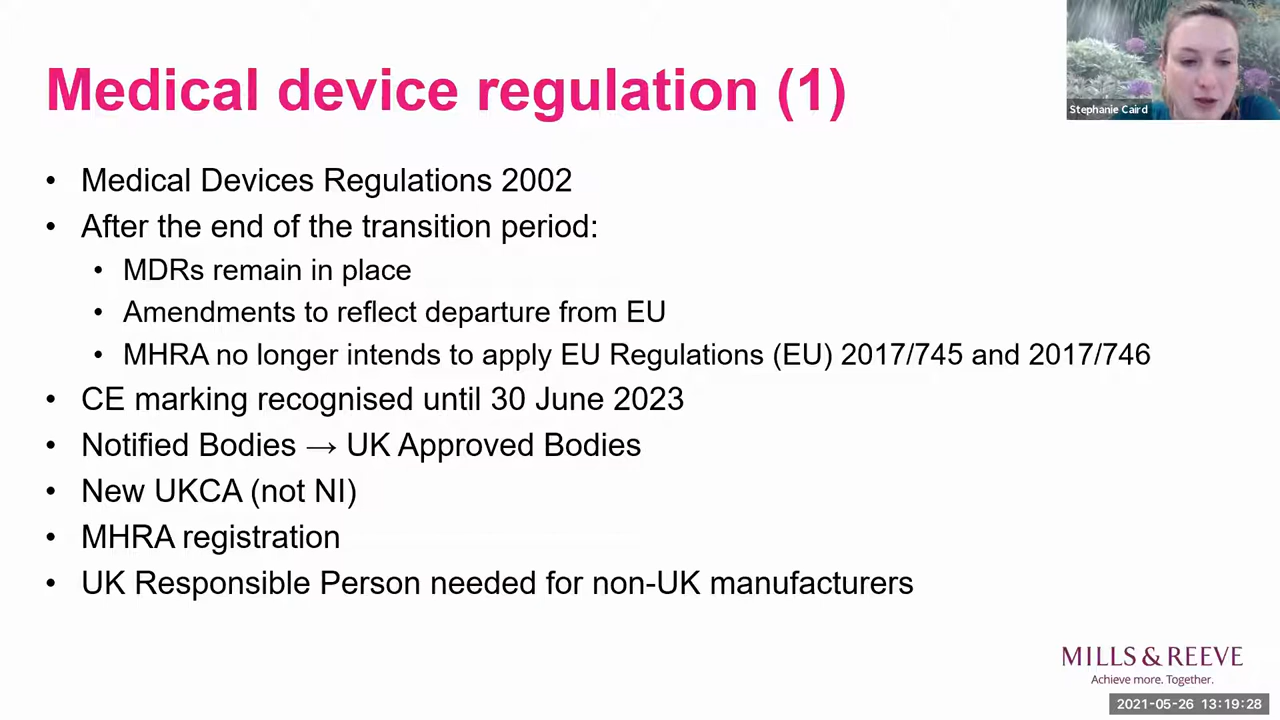 Medical device regulation (1)
Stephanie Caird
• Medical Devices Regulations 2002
• After the end of the transition period:
• MDRs remain in place
• Amendments to reflect departure from EU
• MHRA no longer intends to apply EU Regulations (EU) 2017/745 and 2017/746
• CE marking recognised until 30 June 2023
• Notified Bodies → UK Approved Bodies
• New UKCA (not NI)
• MHRA registration
• UK Responsible Person needed for non-UK manufacturers
MILLS & REEVE
Achieve more. Together.
2021-05-26 13:19:28